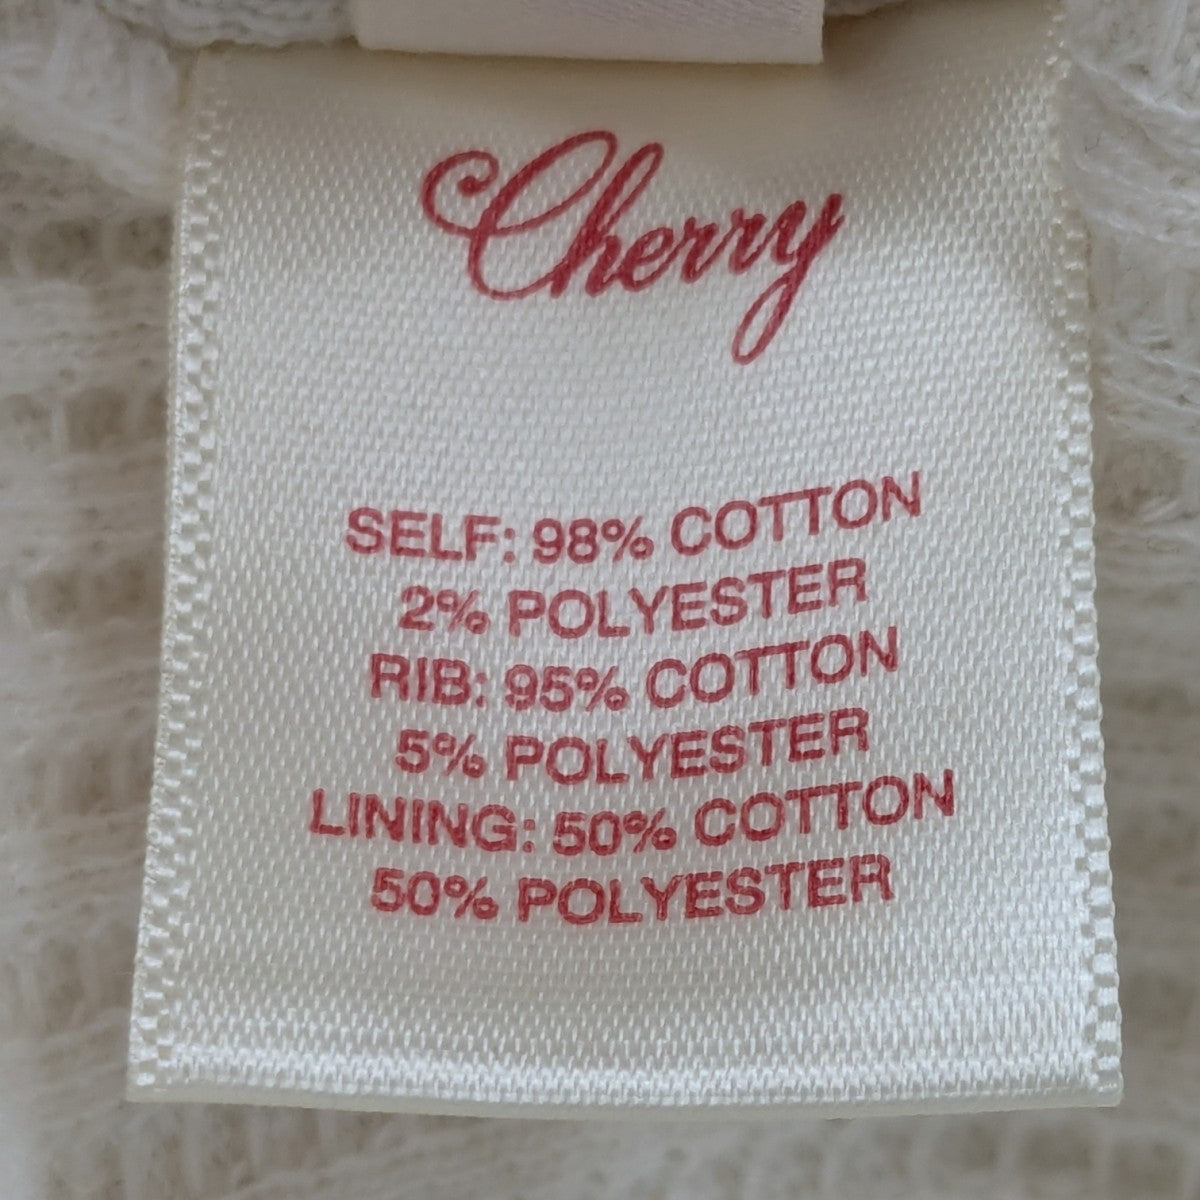 Cherry
SELF: 98% COTTON
2% POLYESTER
RIB: 95% COTTON
5% POLYESTER
LINING: 50% COTTON
50% POLYESTER